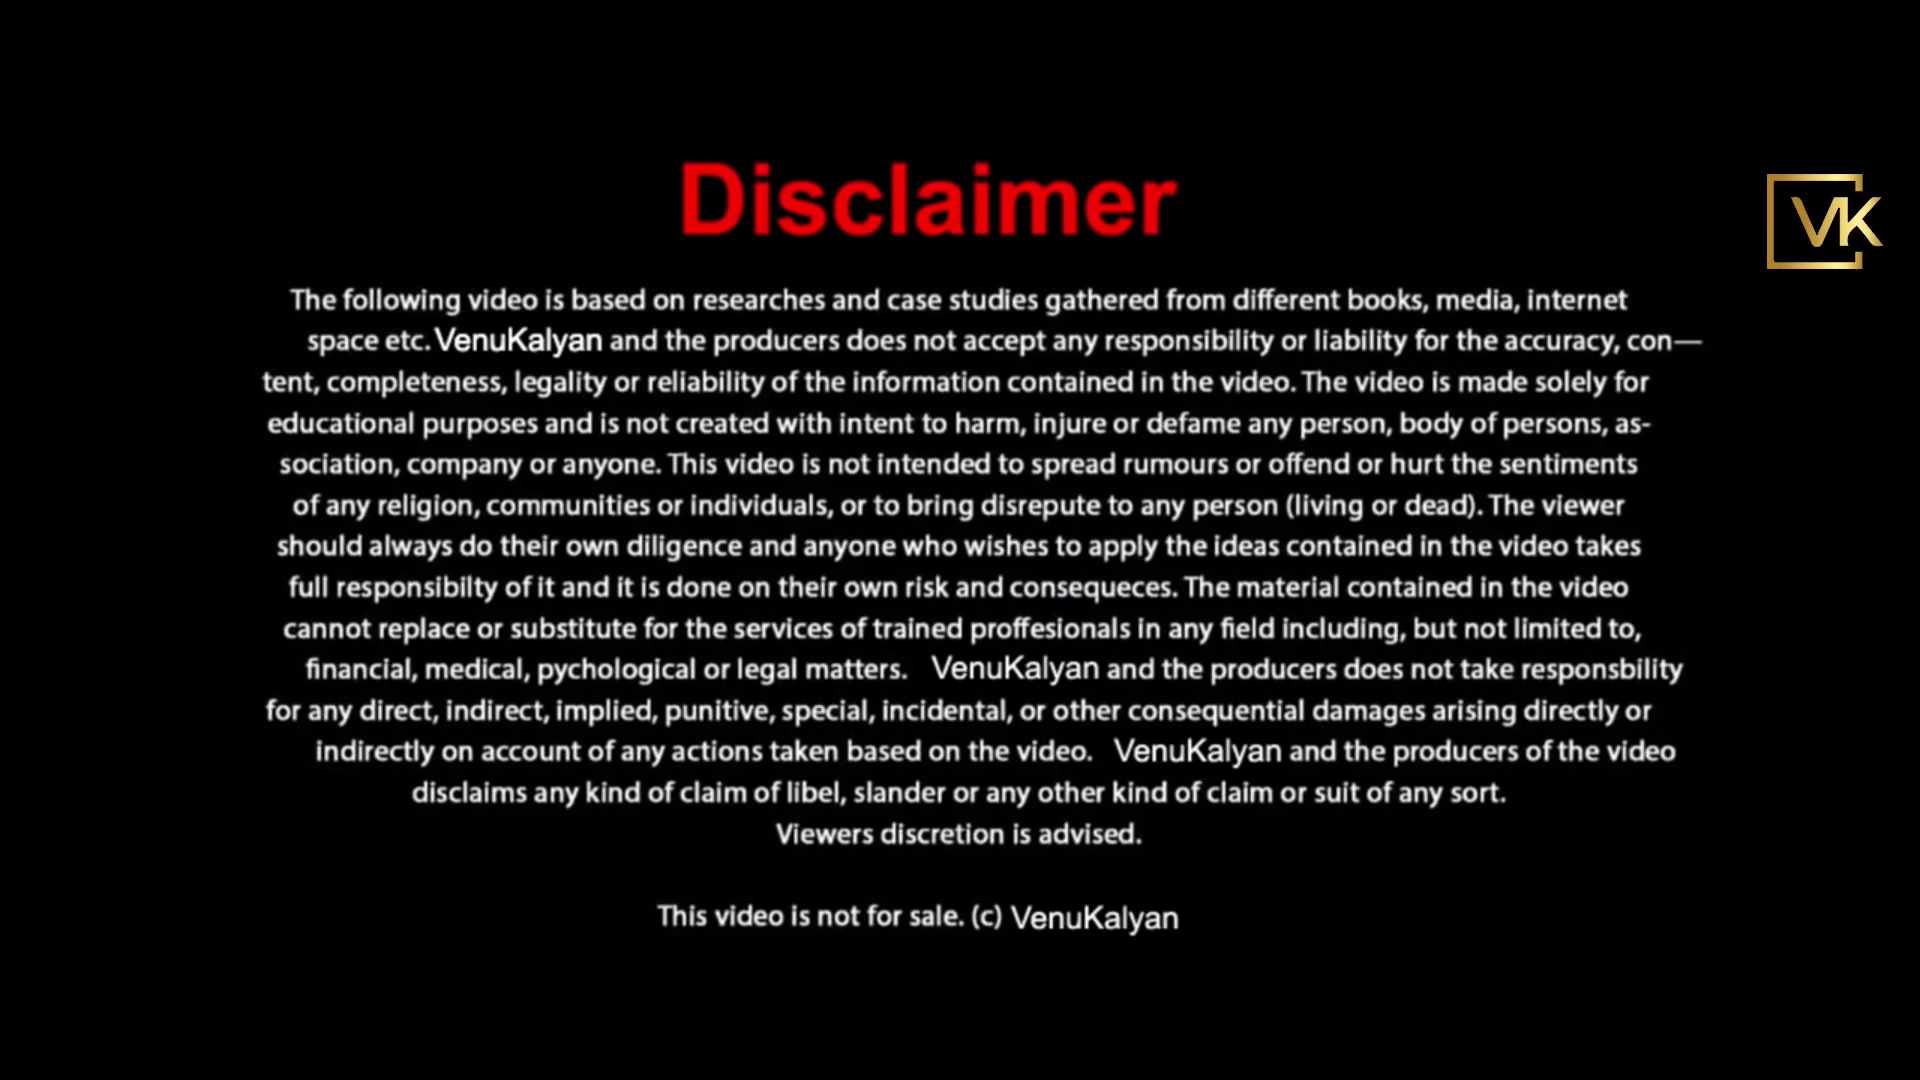 Disclaimer
VK
The following video is based on researches and case studies gathered from different books, media, internet
space etc. VenuKalyan and the producers does not accept any responsibility or liability for the accuracy, con—
tent, completeness, legality or reliability of the information contained in the video. The video is made solely for
educational purposes and is not created with intent to harm, injure or defame any person, body of persons, as-
sociation, company or anyone. This video is not intended to spread rumours or offend or hurt the sentiments
of any religion, communities or individuals, or to bring disrepute to any person (living or dead). The viewer
should always do their own diligence and anyone who wishes to apply the ideas contained in the video takes
full responsibilty of it and it is done on their own risk and consequeces. The material contained in the video
cannot replace or substitute for the services of trained proffesionals in any field including, but not limited to,
financial, medical, pychological or legal matters. VenuKalyan and the producers does not take responsbility
for any direct, indirect, implied, punitive, special, incidental, or other consequential damages arising directly or
indirectly on account of any actions taken based on the video. VenuKalyan and the producers of the video
disclaims any kind of claim of libel, slander or any other kind of claim or suit of any sort.
Viewers discretion is advised.
This video is not for sale. (c) VenuKalyan